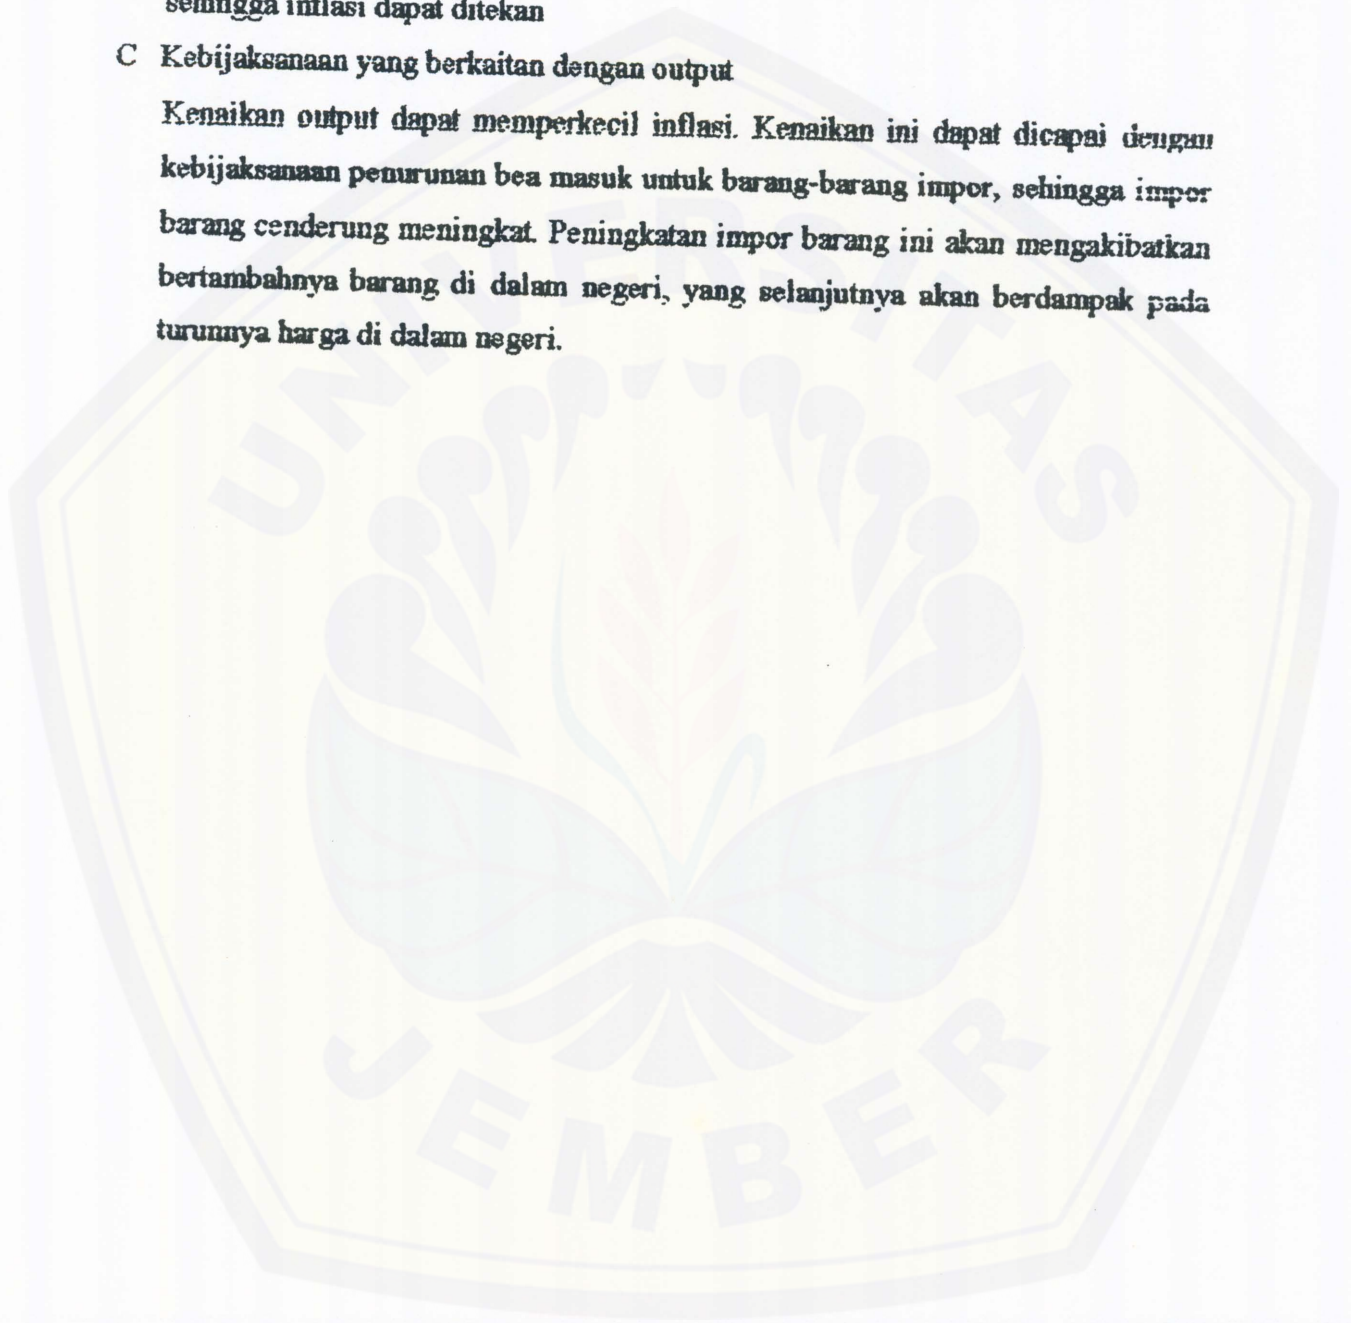 sehingga inflasi dapat ditekan
C Kebijaksanaan yang berkaitan dengan output
Kenaikan output dapat memperkecil inflasi. Kenaikan ini dapat dicapai dengan
kebijaksanaan penurunan bea masuk untuk barang-barang impor, sehingga impor
barang cenderung meningkat. Peningkatan impor barang ini akan mengakibatkan
bertambahnya barang di dalam negeri, yang selanjutnya akan berdampak pada
turunnya harga di dalam negeri.
UNIVERSITAS
JEMBER